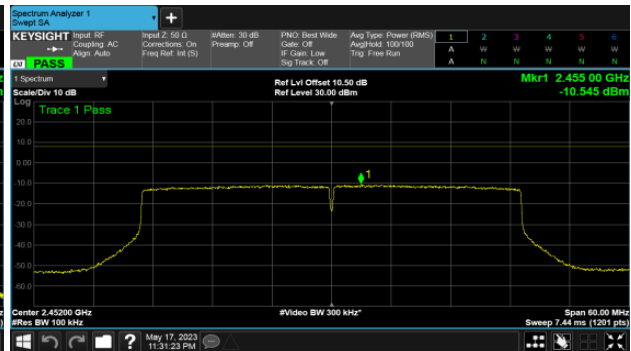 Spectrum Analyzer 1
Swept SA
+
KEYSIGHT Input: RF
Coupling: AC
Align: Auto
Input Z: 50 Ω
Corrections: On
Freq Ref: Int (S)
#Atten: 30 dB
Preamp: Off
PNO: Best Wide
Gate: Off
IF Gain: Low
Sig Track: Off
Avg Type: Power (RMS)
Avg|Hold: 100/100
Trig: Free Run
1 2 3 4 5 6
A W W W W W
A N N N N N
LXI PASS
1 Spectrum
Scale/Div 10 dB
Ref Lvl Offset 10.50 dB
Ref Level 30.00 dBm
Mkr1 2.455 00 GHz
-10.545 dBm
Log
Trace 1 Pass
20.0
10.0
0.00
-10.0
-20.0
-30.0
-40.0
-50.0
-60.0
1
Center 2.45200 GHz
#Video BW 300 kHz*
Span 60.00 MHz
#Res BW 100 kHz
Sweep 7.44 ms (1201 pts)
?
May 17, 2023
11:31:23 PM